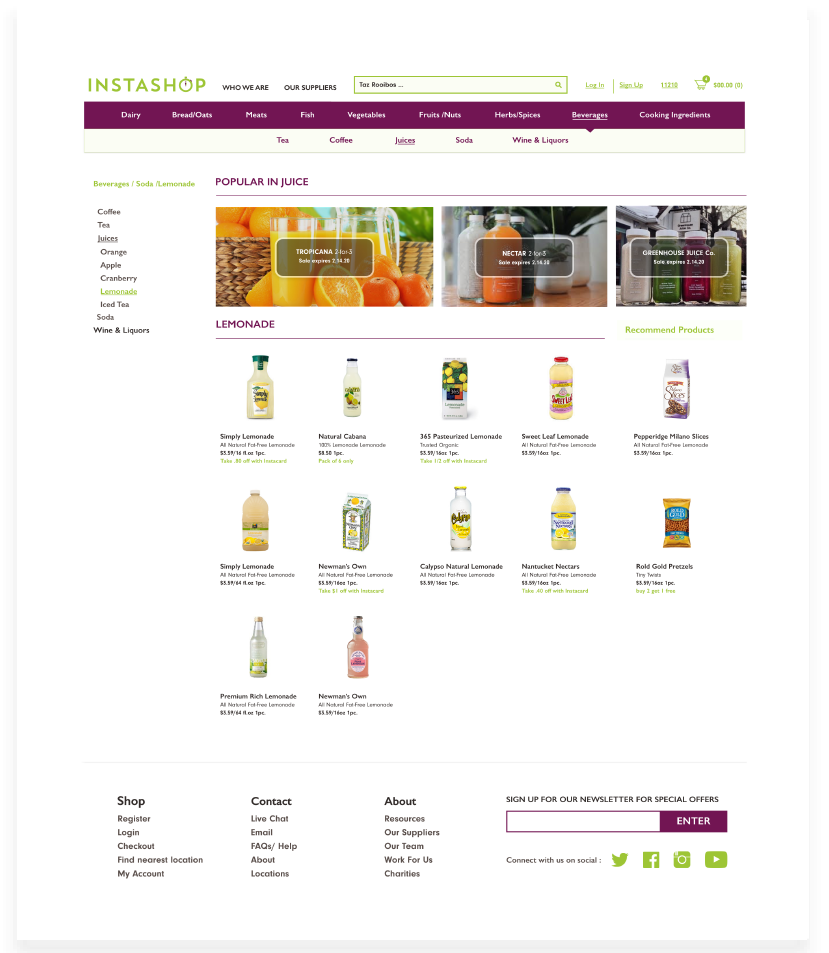 INSTASHOP
WHO WE ARE
OUR SUPPLIERS
Taz Rooibos ...
Log In
Sign Up
11210
$00.00 (0)
Dairy
Bread/Oats
Meats
Fish
Vegetables
Fruits /Nuts
Herbs/Spices
Beverages
Cooking Ingredients
Tea
Coffee
Juices
Soda
Wine & Liquors
Beverages / Soda /Lemonade
Coffee
Tea
Juices
Orange
Apple
Cranberry
Lemonade
Iced Tea
Soda
Wine & Liquors
POPULAR IN JUICE
TROPICANA 2-for-3
Sale expires 2.14.20
NECTAR 2-for-3
Sale expires 2.14.20
GREENHOUSE JUICE Co.
Sale expires 2.14.20
LEMONADE
Recommend Products
Simply Lemonade
All Natural Fat-Free Lemonade
$3.59/16 fl.oz 1pc.
Take .80 off with Instacard
Natural Cabana
100% Lemonade Lemonade
$8.50 1pc.
Pack of 6 only
365 Pasteurized Lemonade
Trusted Organic
$3.59/16oz 1pc.
Take 1/2 off with Instacard
Sweet Leaf Lemonade
All Natural Fat-Free Lemonade
$3.59/16oz 1pc.
Pepperidge Milano Slices
All Natural Fat-Free Lemonade
$3.59/16oz 1pc.
Simply Lemonade
All Natural Fat-Free Lemonade
$3.59/64 fl.oz 1pc.
Newman's Own
All Natural Fat-Free Lemonade
$3.59/16oz 1pc.
Take $1 off with Instacard
Calypso Natural Lemonade
All Natural Fat-Free Lemonade
$3.59/16oz 1pc.
Nantucket Nectars
All Natural Fat-Free Lemonade
$3.59/16oz 1pc.
Take .40 off with Instacard
Rold Gold Pretzels
Tiny Twists
$3.59/16oz 1pc.
buy 2 get 1 free
Premium Rich Lemonade
All Natural Fat-Free Lemonade
$3.59/64 fl.oz 1pc.
Newman's Own
All Natural Fat-Free Lemonade
$3.59/16oz 1pc.
Shop
Register
Login
Checkout
Find nearest location
My Account
Contact
Live Chat
Email
FAQs/ Help
About
Locations
About
Resources
Our Suppliers
Our Team
Work For Us
Charities
SIGN UP FOR OUR NEWSLETTER FOR SPECIAL OFFERS
ENTER
Connect with us on social :